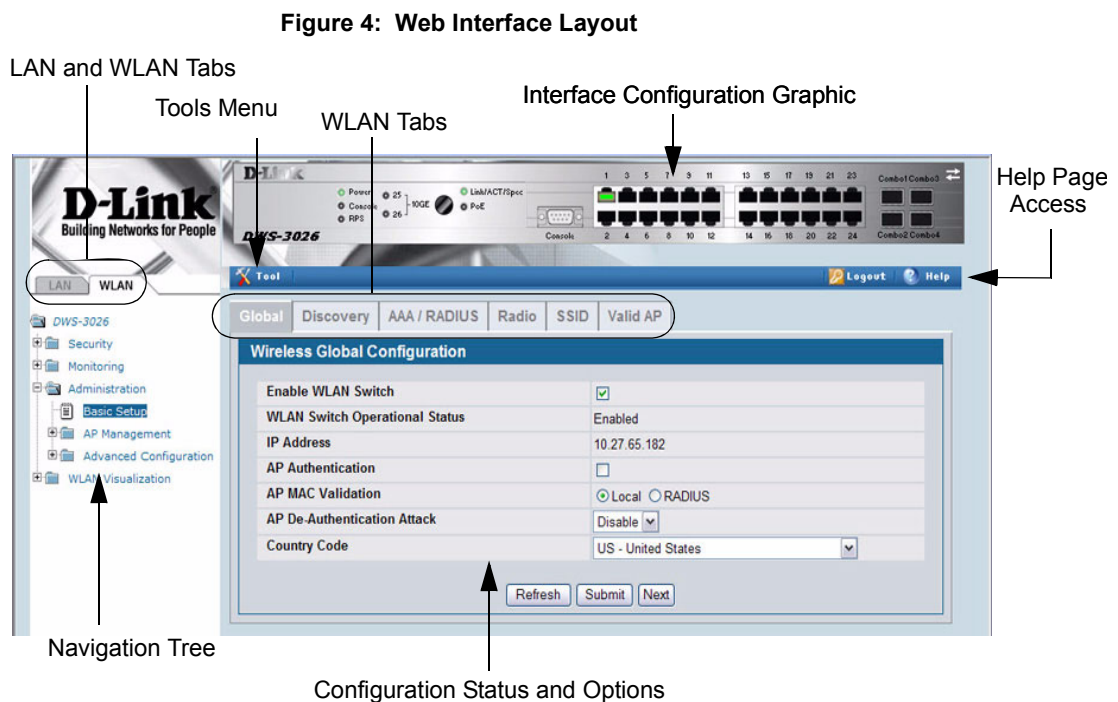 Figure 4: Web Interface Layout
LAN and WLAN Tabs
Tools Menu
WLAN Tabs
Interface Configuration Graphic
Help Page
Access
D-Link
Building Networks for People
D-Link
Power
Console
RPS
25
26
10GE
Link/ACT/Spee
PoE
DWS-3026
Console
1 3 5 7 9 11 13 15 17 19 21 23
2 4 6 8 10 12 14 16 18 20 22 24
Combo1 Combo3
Combo2 Combo4
LAN WLAN
Tool
Logout Help
DWS-3026
Security
Monitoring
Administration
Basic Setup
AP Management
Advanced Configuration
WLAN Visualization
Global Discovery AAA / RADIUS Radio SSID Valid AP
Wireless Global Configuration
Enable WLAN Switch
WLAN Switch Operational Status Enabled
IP Address 10.27.65.182
AP Authentication
AP MAC Validation Local RADIUS
AP De-Authentication Attack Disable
Country Code US - United States
Refresh Submit Next
Navigation Tree
Configuration Status and Options